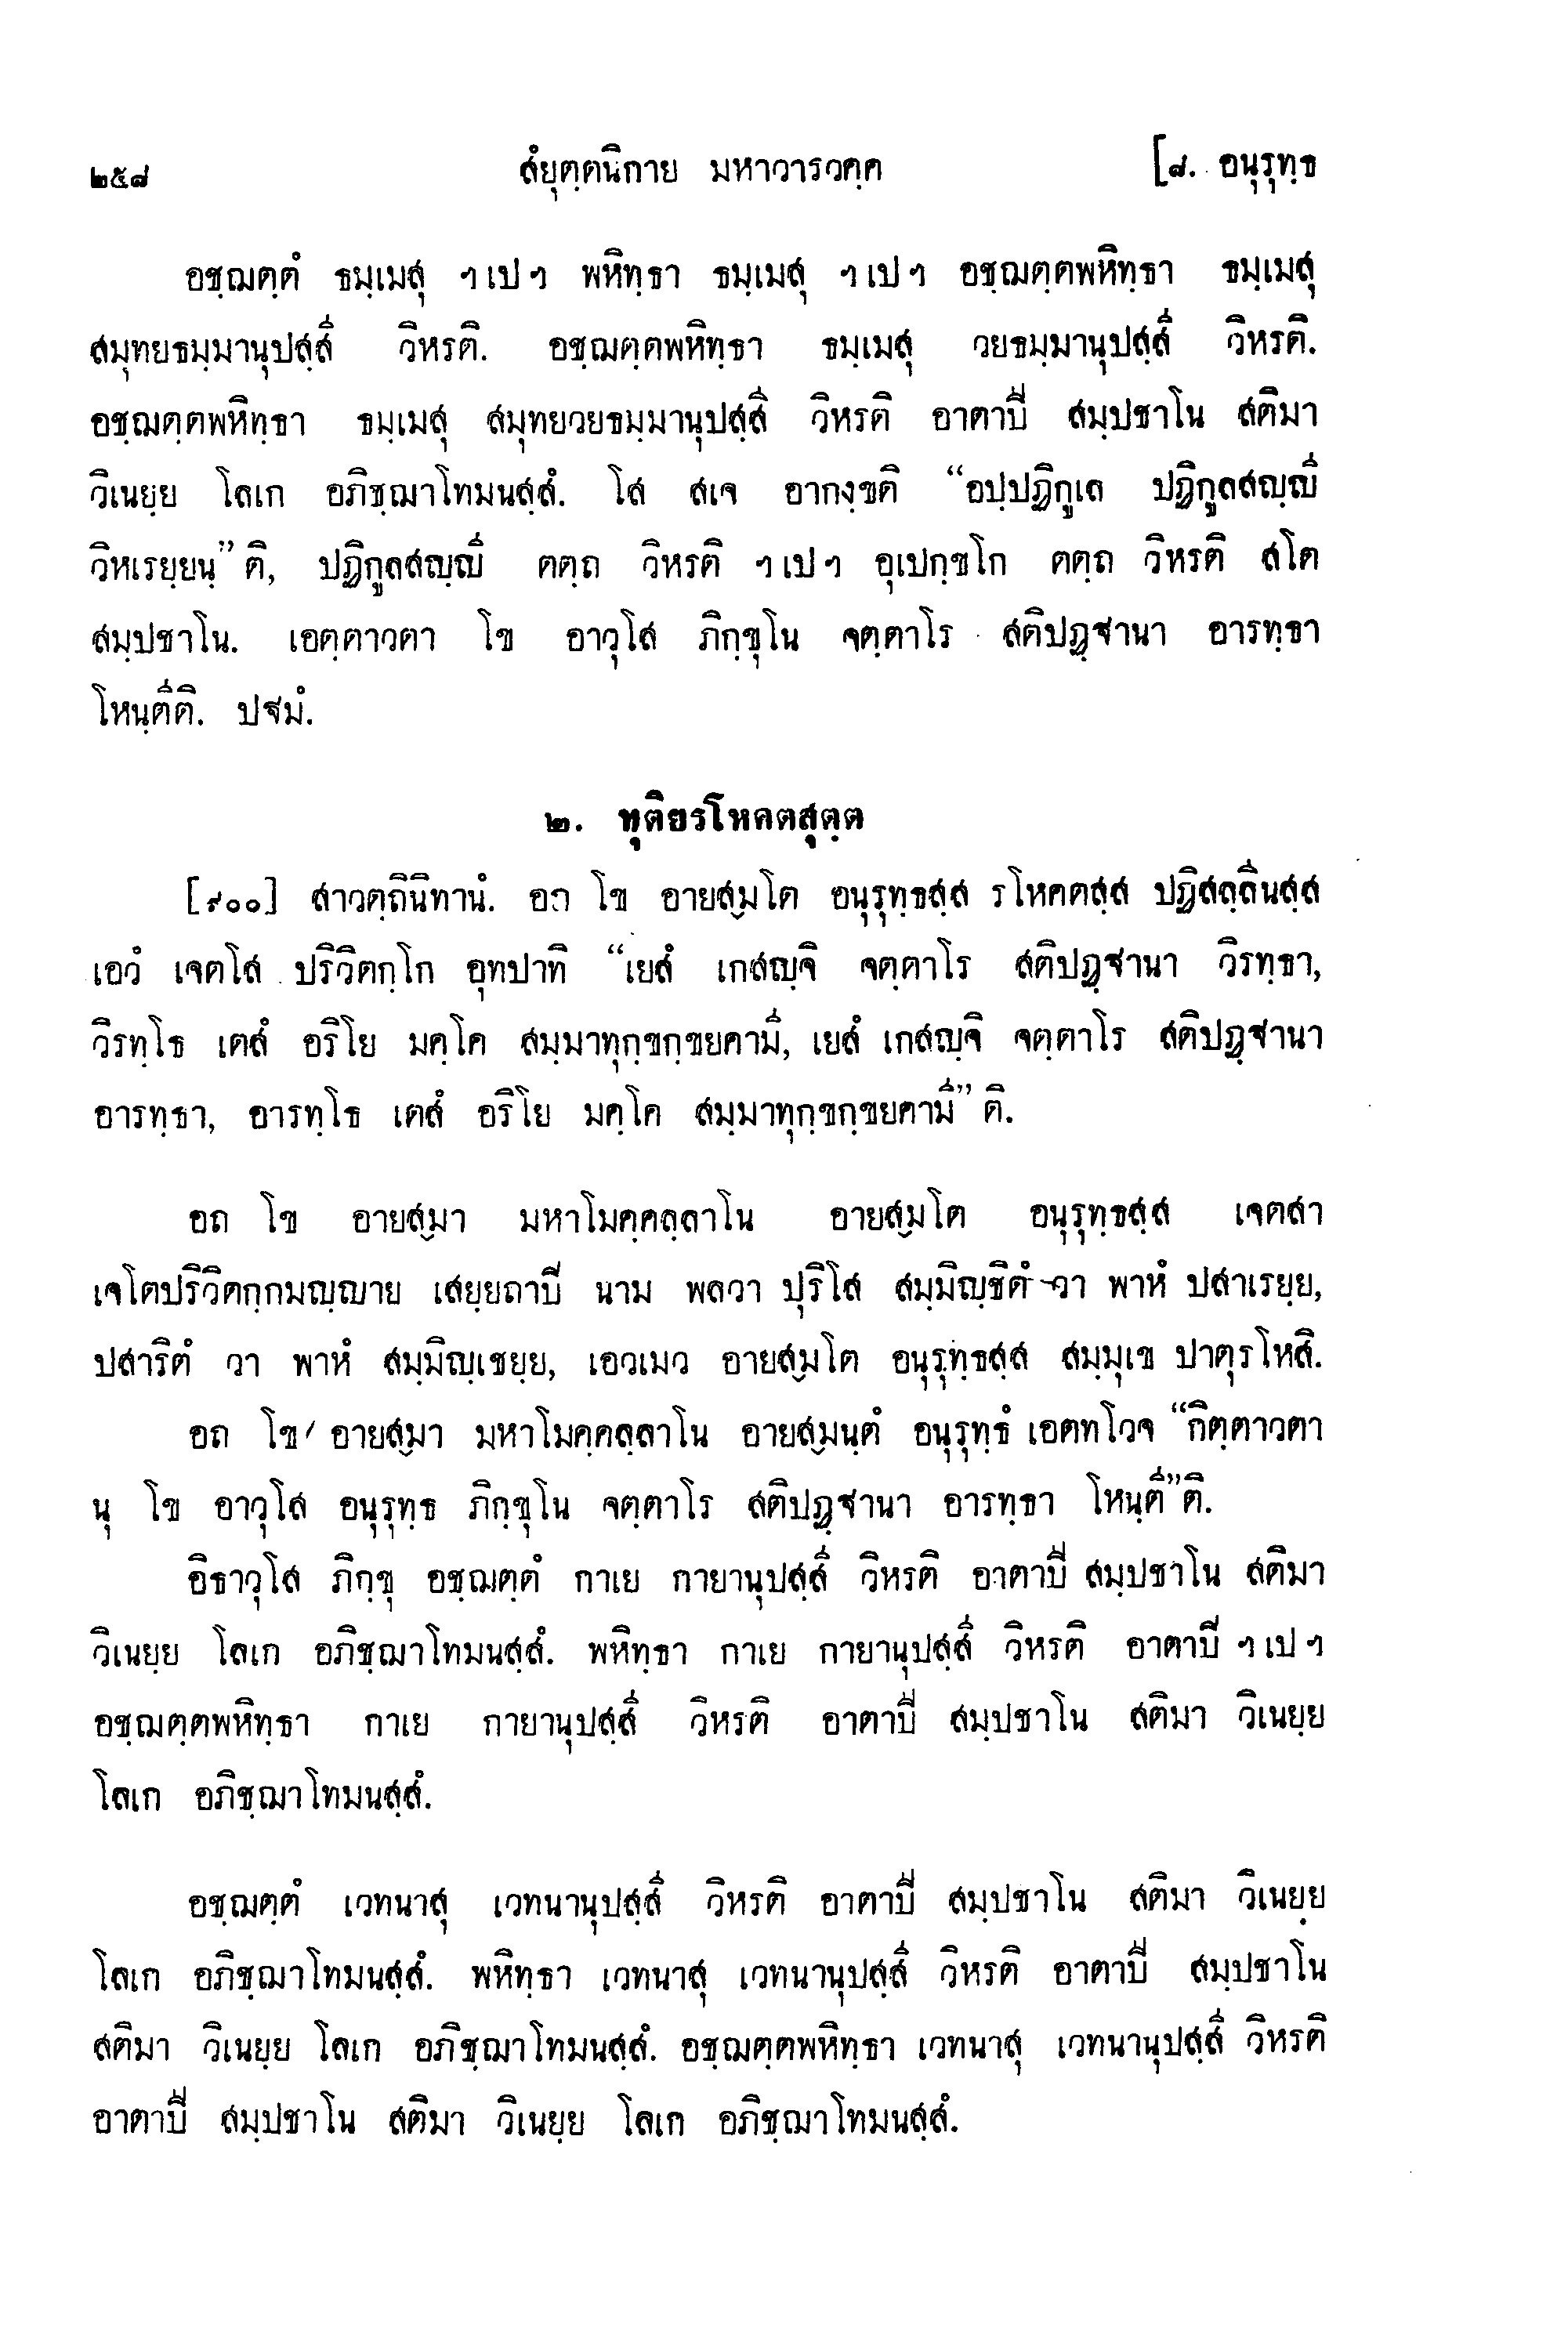 ๒๕๘ สํยุตฺตนิกาย มหาวารวคฺค [๘. อนุรุทฺธ
อชฺฌตฺตํ ธมฺเมสุ ฯเปฯ พหิทฺธา ธมฺเมสุ ฯเปฯ อชฺฌตฺตพหิทฺธา ธมฺเมสุ
สมุทยธมฺมานุปสฺสี วิหรติ. อชฺฌตฺตพหิทฺธา ธมฺเมสุ วยธมฺมานุปสฺสี วิหรติ.
อชฺฌตฺตพหิทฺธา ธมฺเมสุ สมุทยวยธมฺมานุปสฺสี วิหรติ อาตาปี สมฺปชาโน สติมา
วิเนยฺย โลเก อภิชฺฌาโทมนสฺสํ. โส สเจ อากงฺขติ “อปฺปฏิกูเล ปฏิกูลสญฺญี
วิหเรยฺยนฺ” ติ, ปฏิกูลสญฺญี ตตฺถ วิหรติ ฯเปฯ อุเปกฺขโก ตตฺถ วิหรติ สโต
สมฺปชาโน. เอตฺตาวตา โข อาวุโส ภิกฺขุโน จตฺตาโร สติปฏฺฐานา อารทฺธา
โหนฺตีติ. ปฐมํ.
๒. ทุติยรโหคตสุตฺต
[๙๐๐] สาวตฺถินิทานํ. อถ โข อายสฺมโต อนุรุทฺธสฺส รโหคตสฺส ปฏิสลฺลีนสฺส
เอวํ เจตโส ปริวิตกฺโก อุทปาทิ “เยสํ เกสญฺจิ จตฺตาโร สติปฏฺฐานา วิรทฺธา,
วิรทฺโธ เตสํ อริโย มคฺโค สมฺมาทุกฺขกฺขยคามี, เยสํ เกสญฺจิ จตฺตาโร สติปฏฺฐานา
อารทฺธา, อารทฺโธ เตสํ อริโย มคฺโค สมฺมาทุกฺขกฺขยคามี” ติ.
อถ โข อายสฺมา มหาโมคฺคลฺลาโน อายสฺมโต อนุรุทฺธสฺส เจตสา
เจโตปริวิตกฺกมญฺญาย เสยฺยถาปี นาม พลวา ปุริโส สมฺมิญฺชิตํ วา พาหํ ปสาเรยฺย,
ปสาริตํ วา พาหํ สมฺมิญฺเชยฺย, เอวเมว อายสฺมโต อนุรุทฺธสฺส สมฺมุเข ปาตุรโหสิ.
อถ โข อายสฺมา มหาโมคฺคลฺลาโน อายสฺมนฺตํ อนุรุทฺธํ เอตทโวจ “กิตฺตาวตา
นุ โข อาวุโส อนุรุทฺธ ภิกฺขุโน จตฺตาโร สติปฏฺฐานา อารทฺธา โหนฺตี”ติ.
อิธาวุโส ภิกฺขุ อชฺฌตฺตํ กาเย กายานุปสฺสี วิหรติ อาตาปี สมฺปชาโน สติมา
วิเนยฺย โลเก อภิชฺฌาโทมนสฺสํ. พหิทฺธา กาเย กายานุปสฺสี วิหรติ อาตาปี ฯเปฯ
อชฺฌตฺตพหิทฺธา กาเย กายานุปสฺสี วิหรติ อาตาปี สมฺปชาโน สติมา วิเนยฺย
โลเก อภิชฺฌาโทมนสฺสํ.
อชฺฌตฺตํ เวทนาสุ เวทนานุปสฺสี วิหรติ อาตาปี สมฺปชาโน สติมา วิเนยฺย
โลเก อภิชฺฌาโทมนสฺสํ. พหิทฺธา เวทนาสุ เวทนานุปสฺสี วิหรติ อาตาปี สมฺปชาโน
สติมา วิเนยฺย โลเก อภิชฺฌาโทมนสฺสํ. อชฺฌตฺตพหิทฺธา เวทนาสุ เวทนานุปสฺสี วิหรติ
อาตาปี สมฺปชาโน สติมา วิเนยฺย โลเก อภิชฺฌาโทมนสฺสํ.